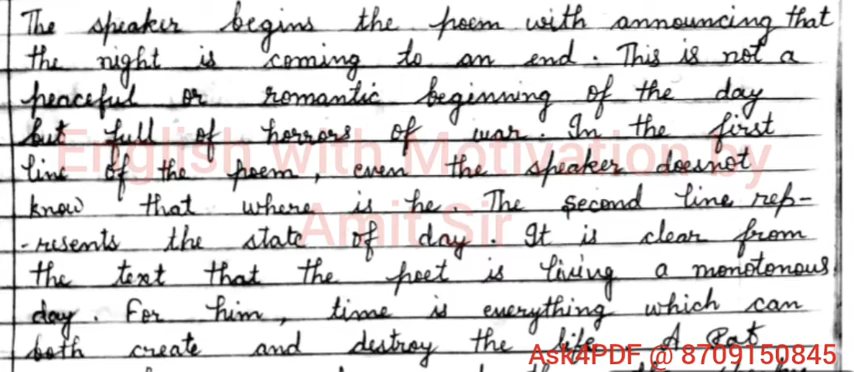 The speaker begins the poem with announcing that
the night is coming to an end. This is not a
peaceful or romantic beginning of the day
but full of horrors of war. In the first
line of the poem, even the speaker doesnot
know that where is he. The second line rep-
-resents the state of day. It is clear from
the text that the poet is living a monotonous
day. For him, time is everything which can
both create and destroy the life. A Rat
English with Motivation by
Amit Sir
Ask4PDF @ 8709150845